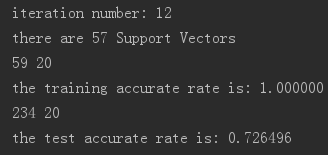 iteration number: 12
there are 57 Support Vectors
59 20
the training accurate rate is: 1.000000
234 20
the test accurate rate is: 0.726496